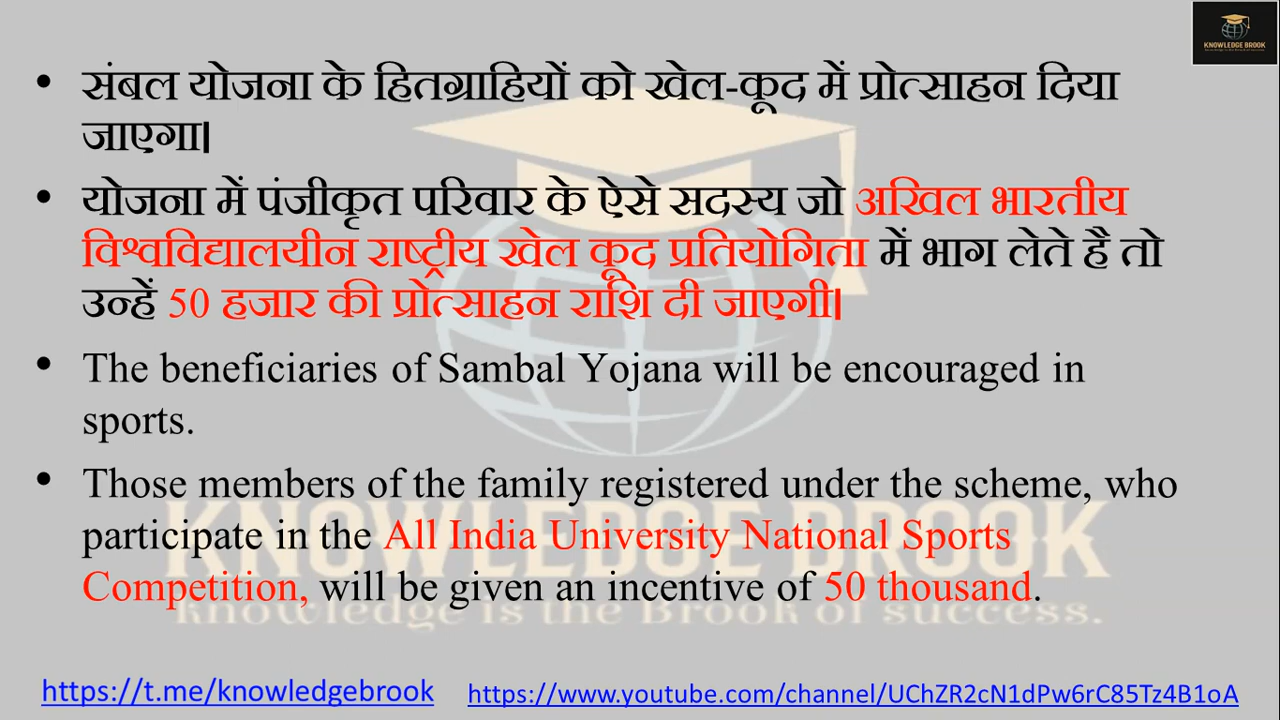 KNOWLEDGE BROOK
• संबल योजना के हितग्राहियों को खेल-कूद में प्रोत्साहन दिया
जाएगा।
• योजना में पंजीकृत परिवार के ऐसे सदस्य जो अखिल भारतीय
विश्वविद्यालयीन राष्ट्रीय खेल कूद प्रतियोगिता में भाग लेते है तो
उन्हें 50 हजार की प्रोत्साहन राशि दी जाएगी।
• The beneficiaries of Sambal Yojana will be encouraged in
sports.
• Those members of the family registered under the scheme, who
participate in the All India University National Sports
Competition, will be given an incentive of 50 thousand.
KNOWLEDGE BROOK
knowledge is the Brook of success.
https://t.me/knowledgebrook
https://www.youtube.com/channel/UChZR2cN1dPw6rC85Tz4B1oA